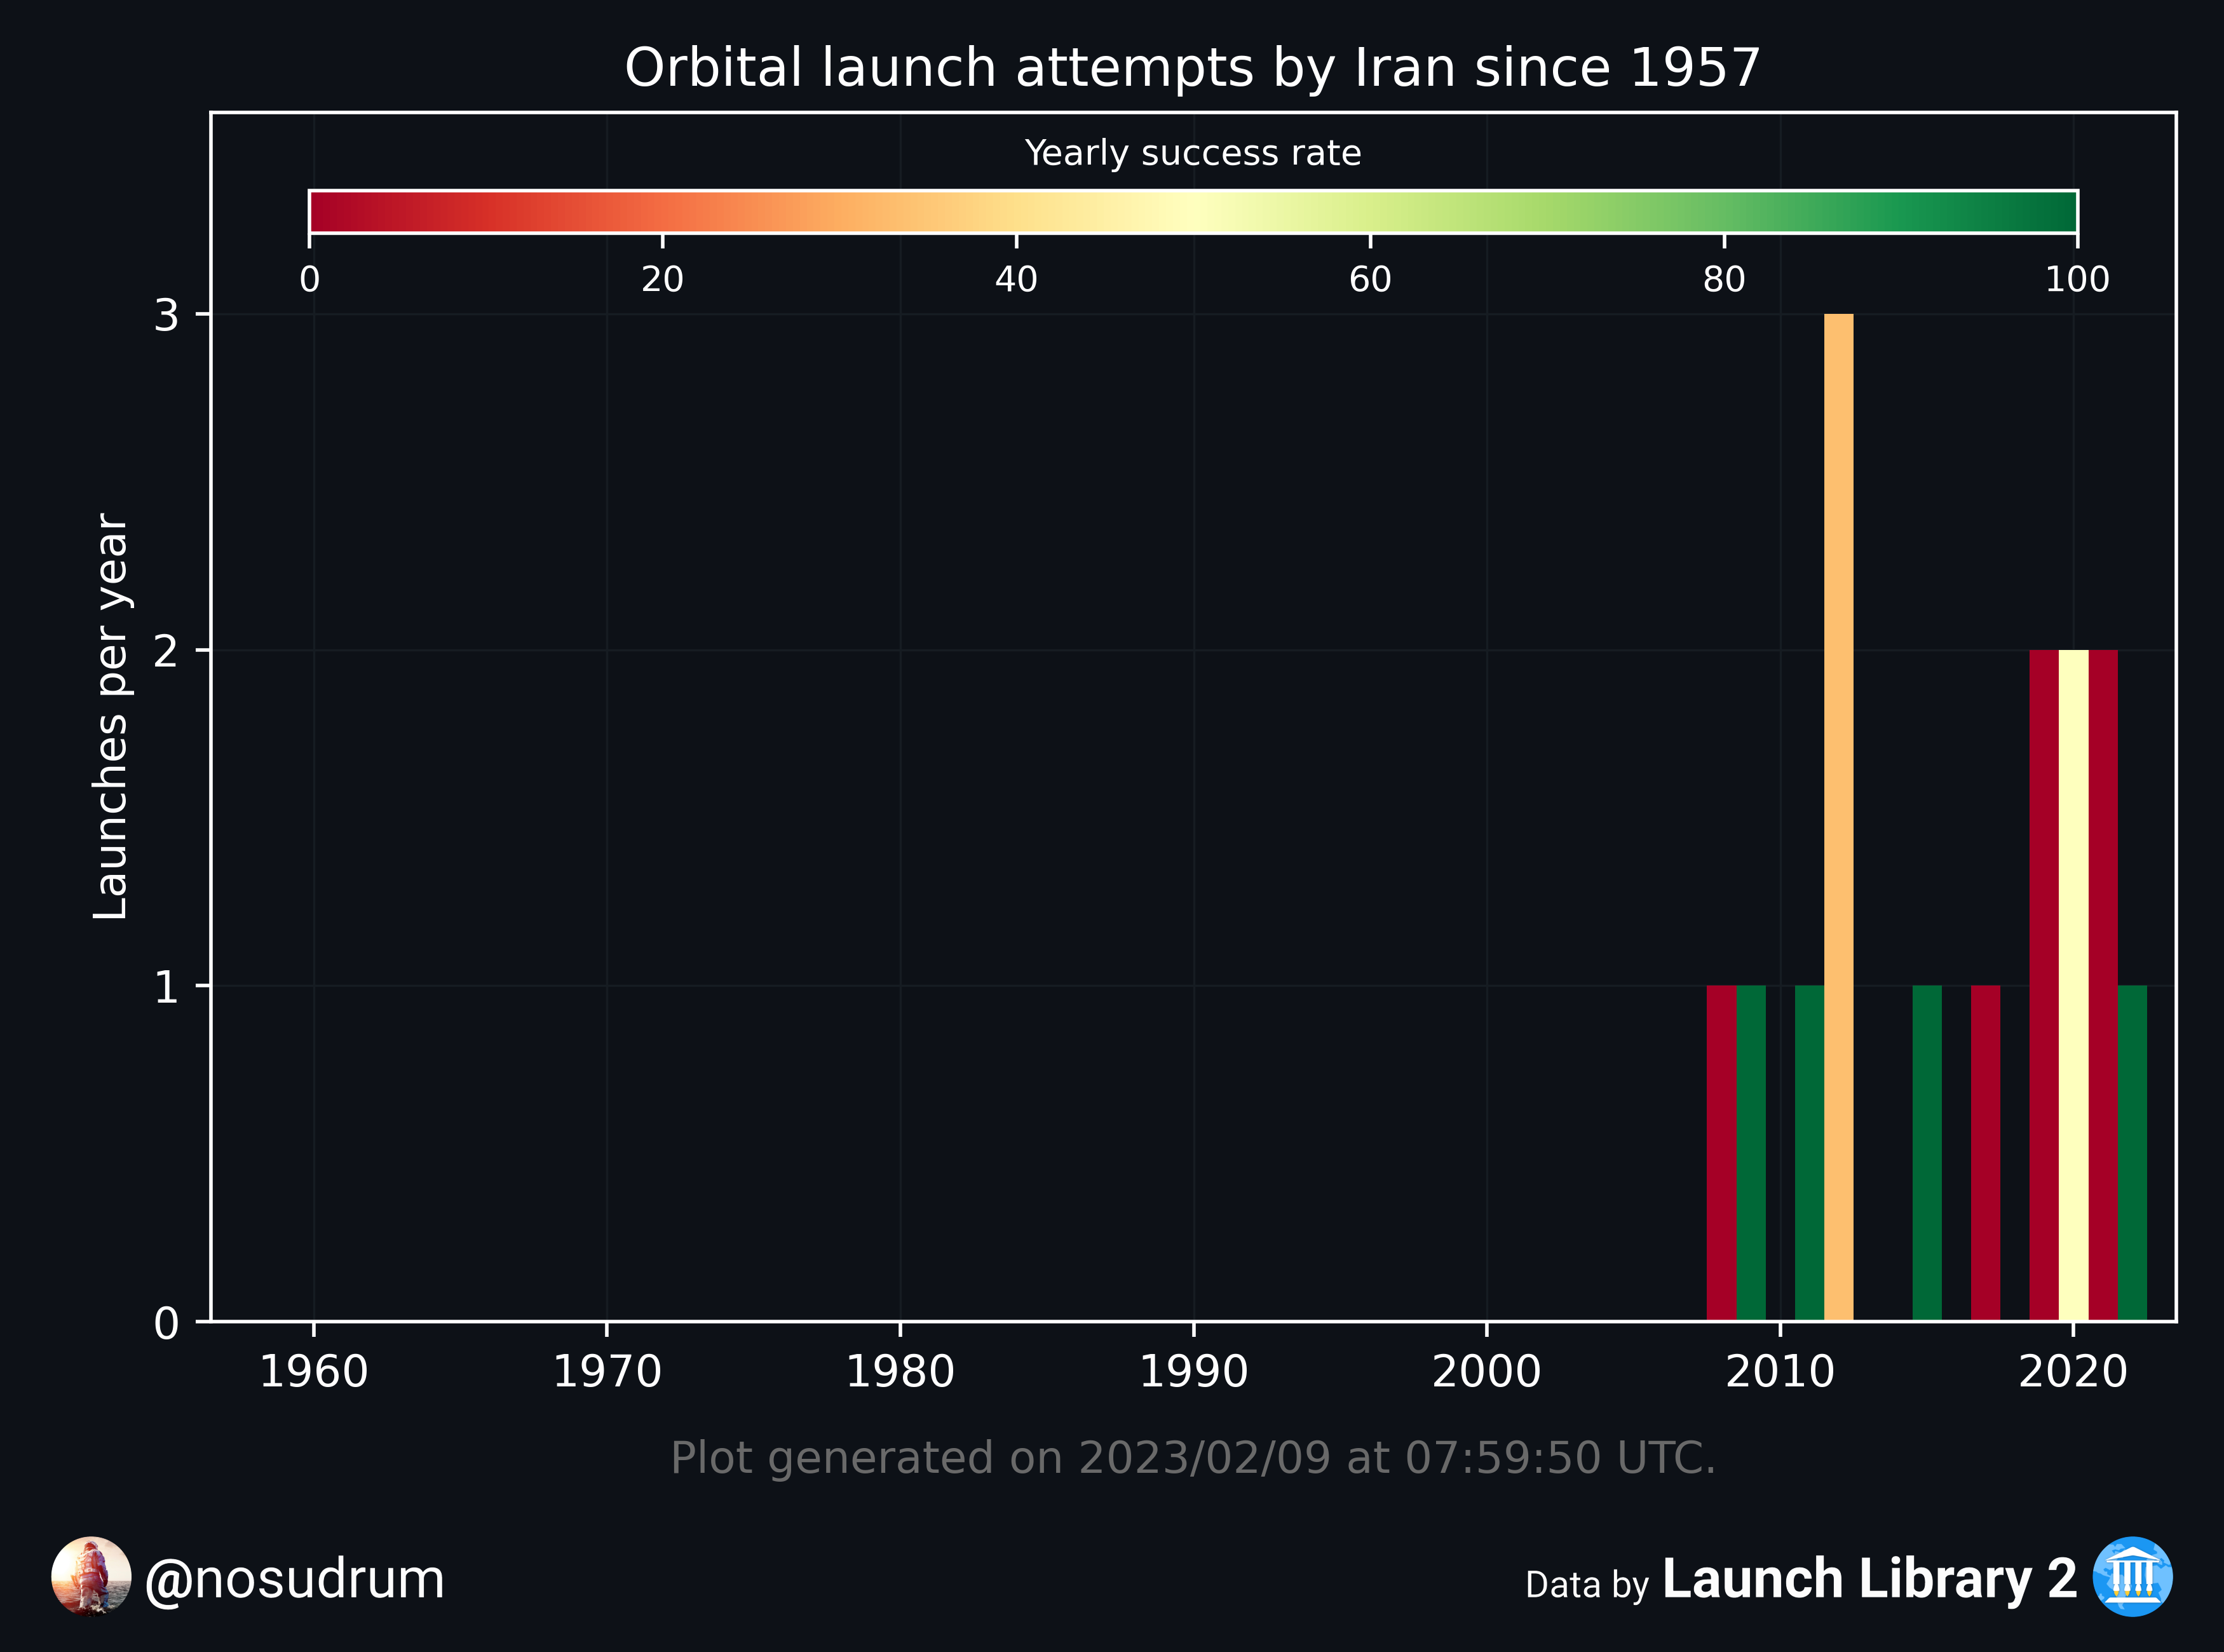 Orbital launch attempts by Iran since 1957
Yearly success rate
0 20 40 60 80 100
Launches per year
3
2
1
0
1960 1970 1980 1990 2000 2010 2020
Plot generated on 2023/02/09 at 07:59:50 UTC.
@nosudrum
Data by Launch Library 2